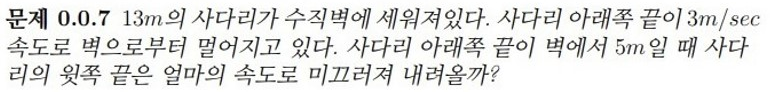 문제 0.0.7 13m의 사다리가 수직벽에 세워져있다. 사다리 아래쪽 끝이 3m/sec
속도로 벽으로부터 멀어지고 있다. 사다리 아래쪽 끝이 벽에서 5m일 때 사다
리의 윗쪽 끝은 얼마의 속도로 미끄러져 내려올까?